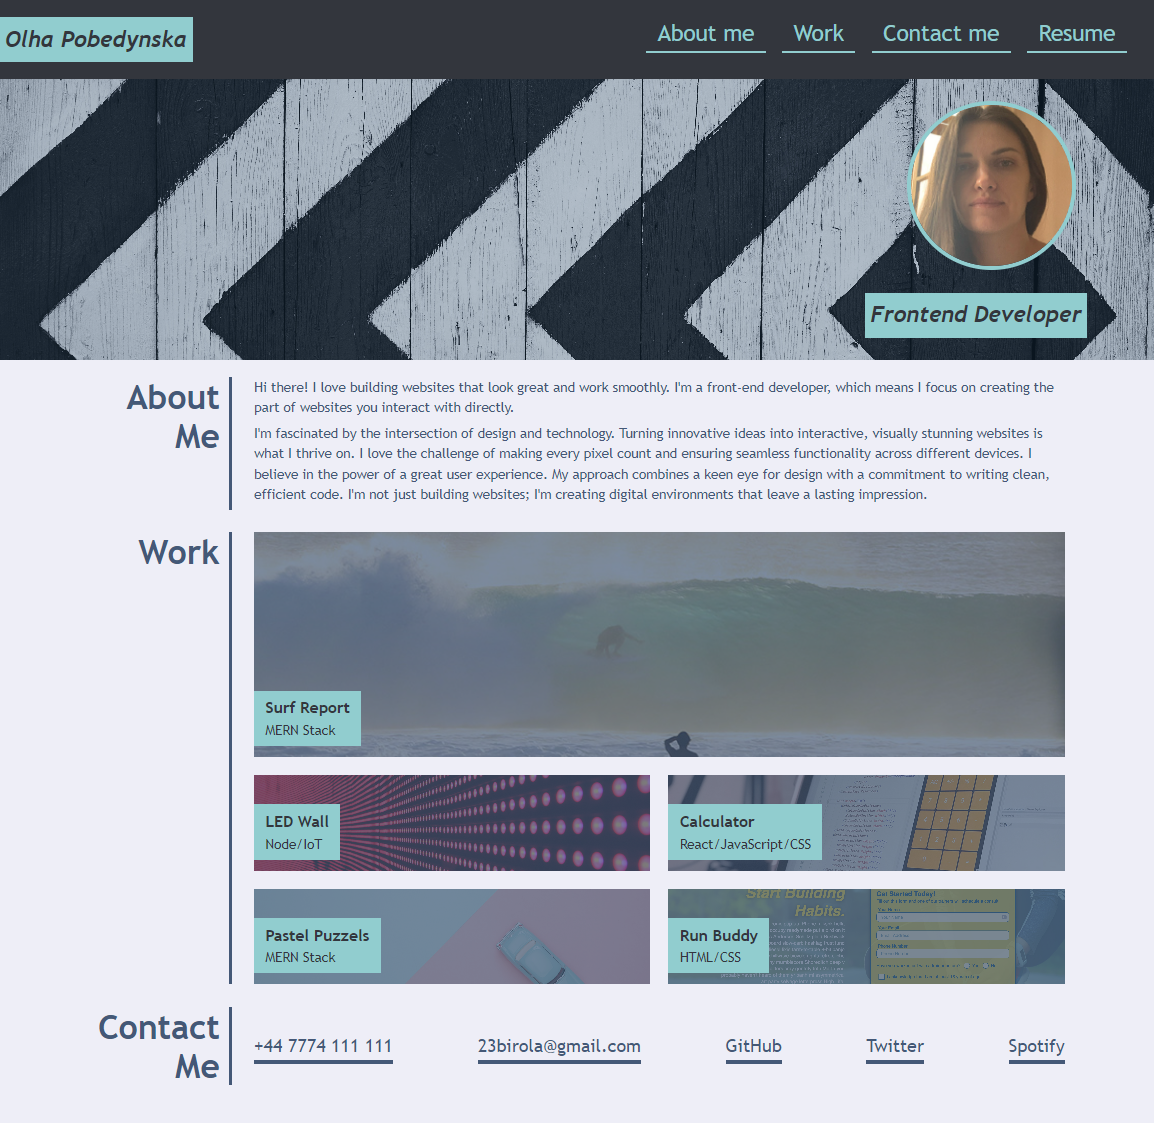 Olha Pobedynska
About me Work Contact me Resume
Frontend Developer
About
Me
Hi there! I love building websites that look great and work smoothly. I'm a front-end developer, which means I focus on creating the
part of websites you interact with directly.
I'm fascinated by the intersection of design and technology. Turning innovative ideas into interactive, visually stunning websites is
what I thrive on. I love the challenge of making every pixel count and ensuring seamless functionality across different devices. I
believe in the power of a great user experience. My approach combines a keen eye for design with a commitment to writing clean,
efficient code. I'm not just building websites; I'm creating digital environments that leave a lasting impression.
Work
Surf Report
MERN Stack
LED Wall
Node/IoT
Calculator
React/JavaScript/CSS
Pastel Puzzels
MERN Stack
Start Building
Habits.
Get Started Today!
Run Buddy
HTML/CSS
Contact
Me
+44 7774 111 111 23birola@gmail.com GitHub Twitter Spotify